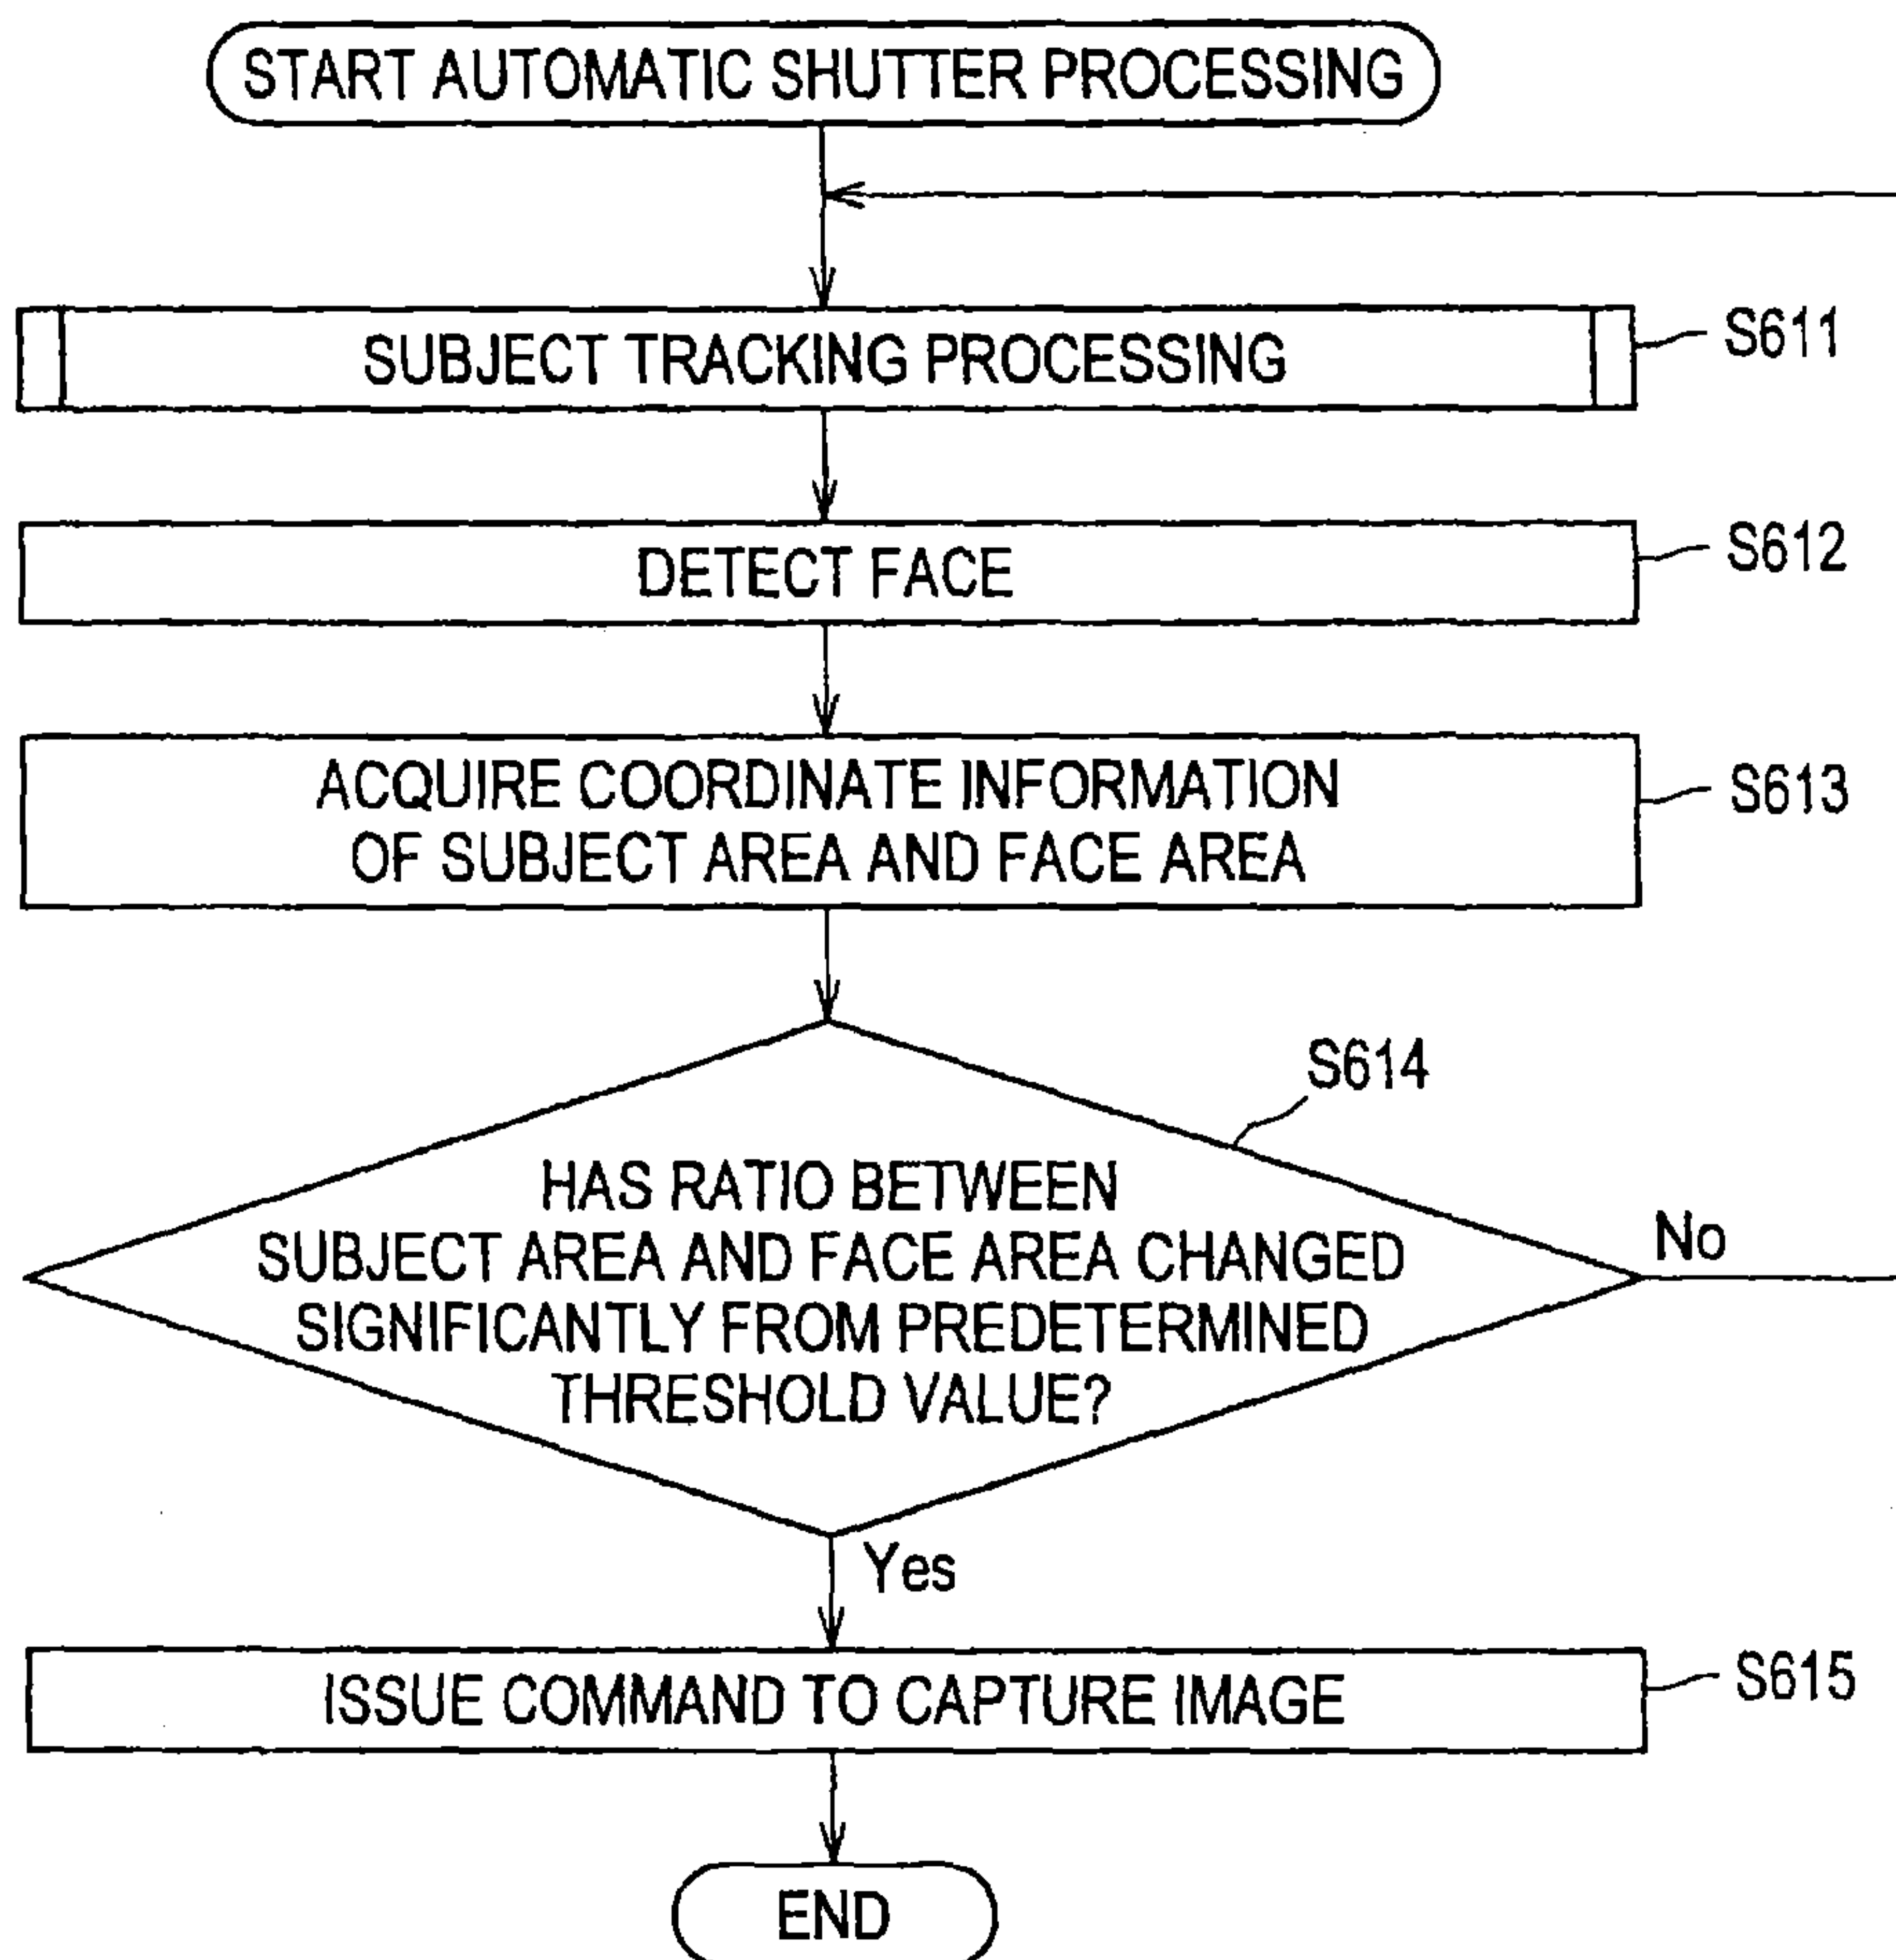 START AUTOMATIC SHUTTER PROCESSING
SUBJECT TRACKING PROCESSING
S611
DETECT FACE
S612
ACQUIRE COORDINATE INFORMATION
OF SUBJECT AREA AND FACE AREA
S613
S614
HAS RATIO BETWEEN
SUBJECT AREA AND FACE AREA CHANGED
SIGNIFICANTLY FROM PREDETERMINED
THRESHOLD VALUE?
No
Yes
ISSUE COMMAND TO CAPTURE IMAGE
S615
END